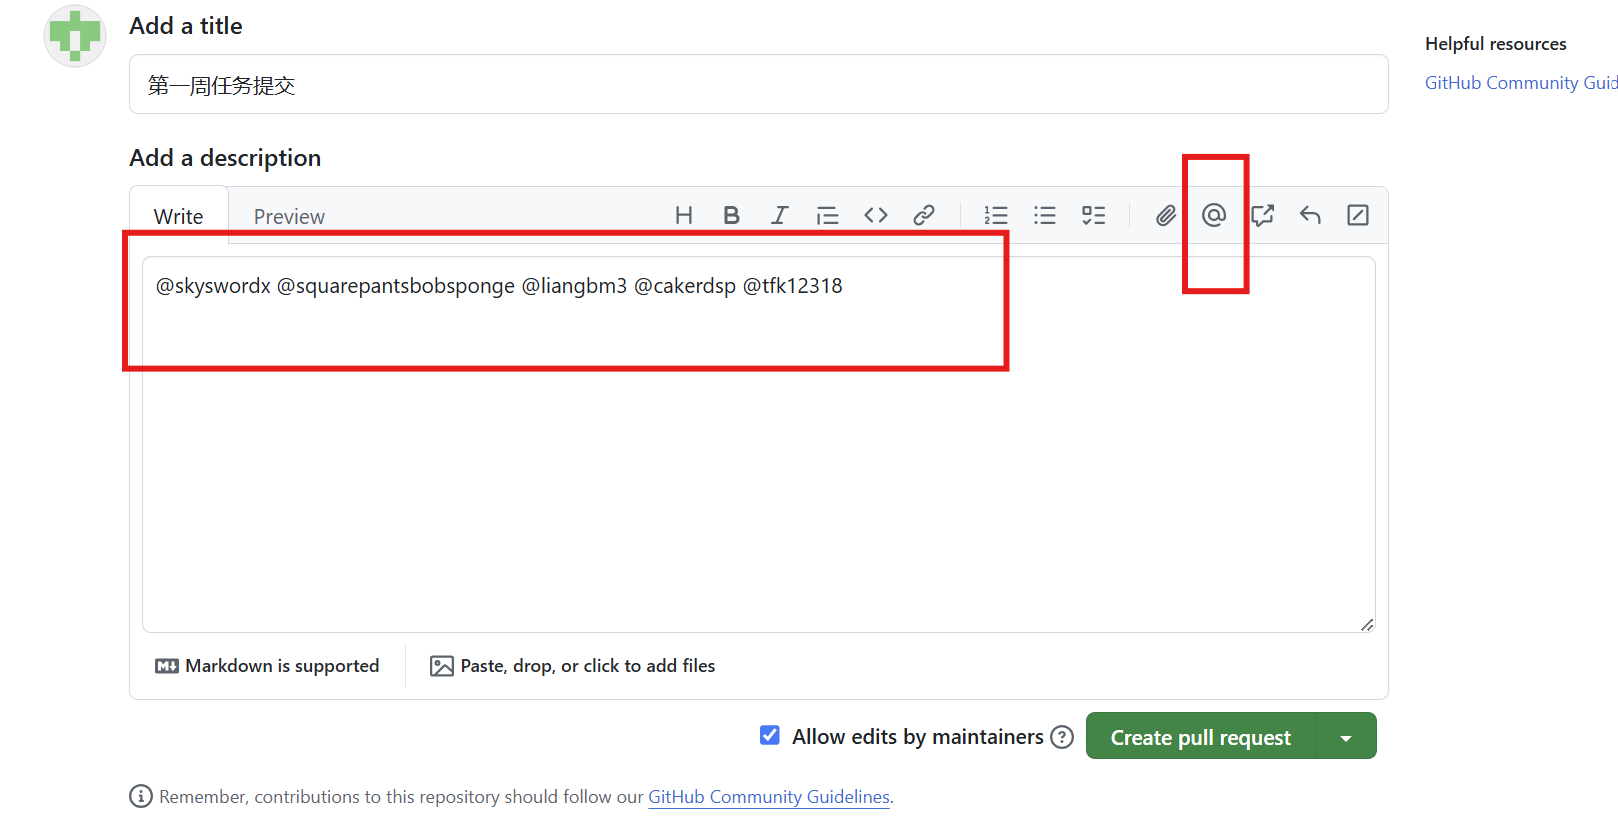 Add a title
Helpful resources
第一周任务提交
GitHub Community Guid
Add a description
Write Preview
@skyswordx @squarepantsbobsponge @liangbm3 @cakerdsp @tfk12318
Markdown is supported Paste, drop, or click to add files
Allow edits by maintainers Create pull request
Remember, contributions to this repository should follow our GitHub Community Guidelines.